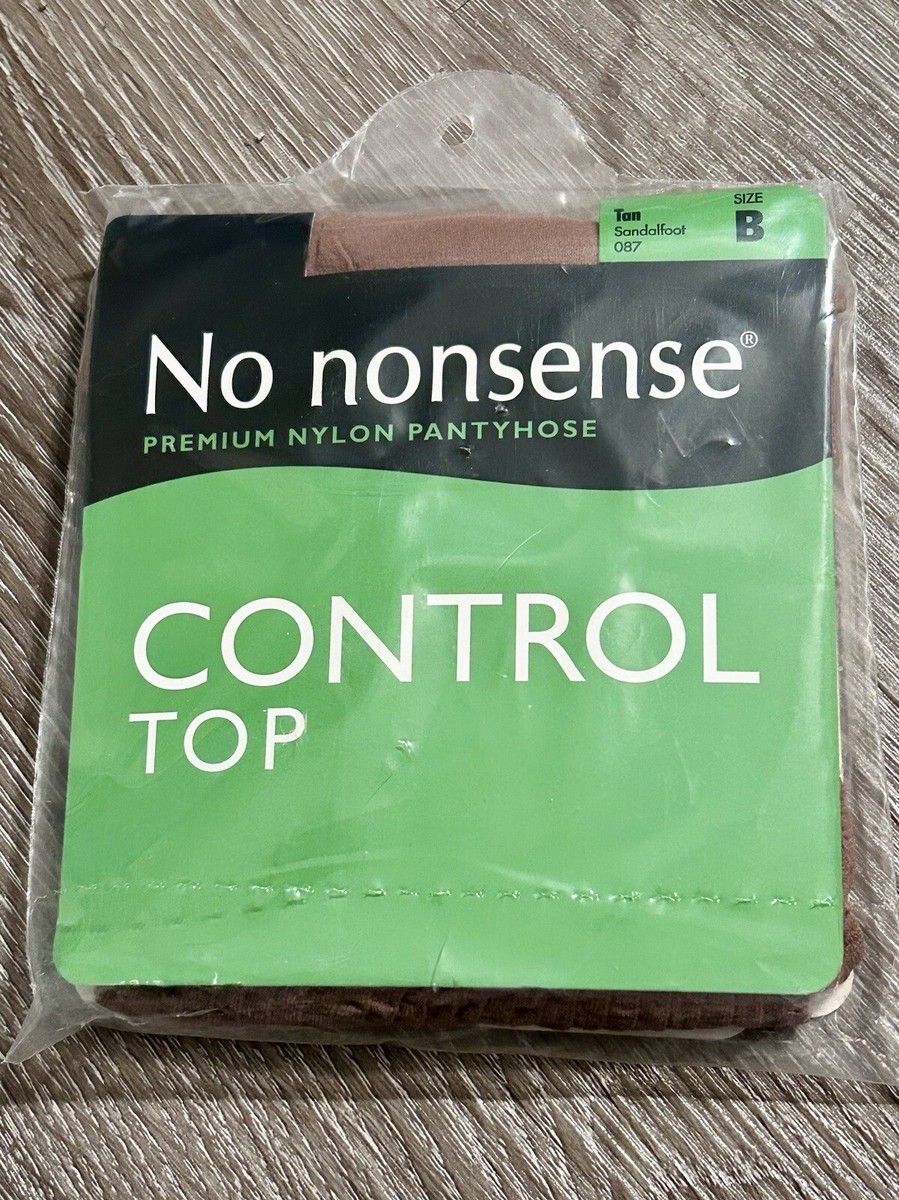 Tan
Sandalfoot
087
SIZE
B
No nonsense®
PREMIUM NYLON PANTYHOSE
CONTROL
TOP